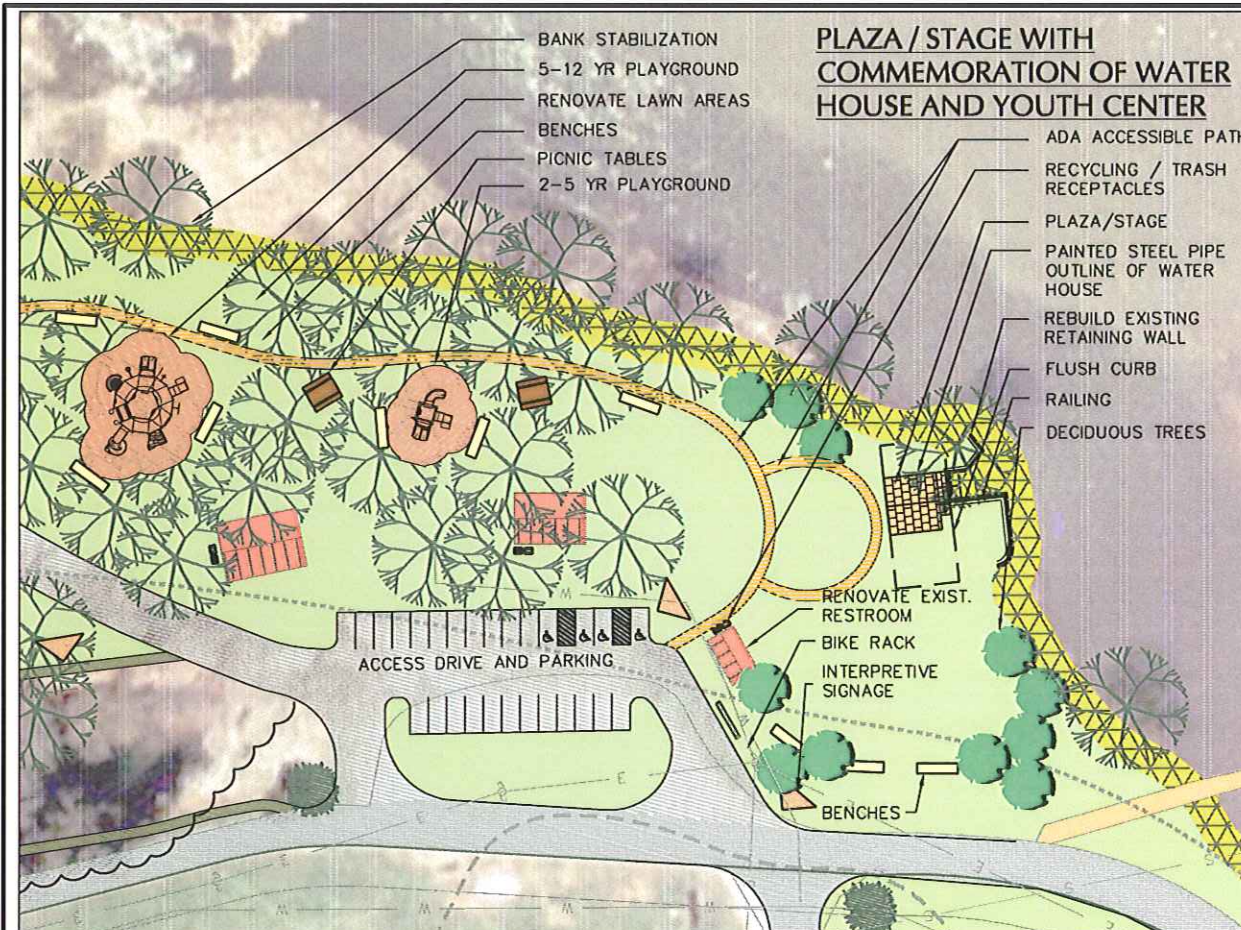 PLAZA / STAGE WITH
COMMEMORATION OF WATER
HOUSE AND YOUTH CENTER
BANK STABILIZATION
5-12 YR PLAYGROUND
RENOVATE LAWN AREAS
BENCHES
PICNIC TABLES
2-5 YR PLAYGROUND
ADA ACCESSIBLE PATH
RECYCLING / TRASH
RECEPTACLES
PLAZA/STAGE
PAINTED STEEL PIPE
OUTLINE OF WATER
HOUSE
REBUILD EXISTING
RETAINING WALL
FLUSH CURB
RAILING
DECIDUOUS TREES
RENOVATE EXIST.
RESTROOM
BIKE RACK
INTERPRETIVE
SIGNAGE
BENCHES
ACCESS DRIVE AND PARKING
W
W
W
W
W